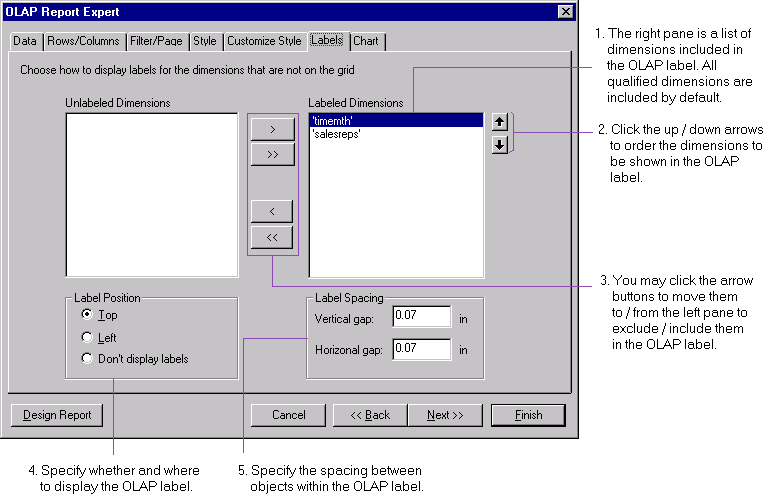 OLAP Report Expert
Data
Rows/Columns
Filter/Page
Style
Customize Style
Labels
Chart
Choose how to display labels for the dimensions that are not on the grid
Unlabeled Dimensions
Labeled Dimensions
'timemth'
'salesreps'
>
>>
<
<<
Label Position
Top
Left
Don't display labels
Label Spacing
Vertical gap: 0.07 in
Horizonal gap: 0.07 in
Design Report
Cancel
<< Back
Next >>
Finish
1. The right pane is a list of
dimensions included in
the OLAP label. All
qualified dimensions are
included by default.
2. Click the up / down arrows
to order the dimensions to
be shown in the OLAP
label.
3. You may click the arrow
buttons to move them
to / from the left pane to
exclude / include them
in the OLAP label.
4. Specify whether and where
to display the OLAP label.
5. Specify the spacing between
objects within the OLAP label.